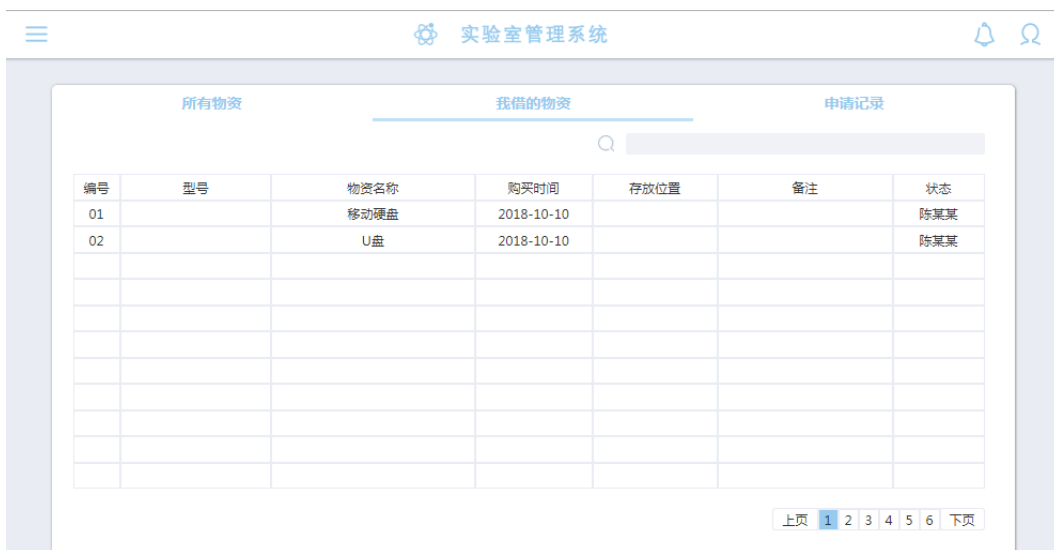 实验室管理系统
所有物资 我借的物资 申请记录
编号 型号 物资名称 购买时间 存放位置 备注 状态
01 移动硬盘 2018-10-10 陈某某
02 U盘 2018-10-10 陈某某
上页 1 2 3 4 5 6 下页